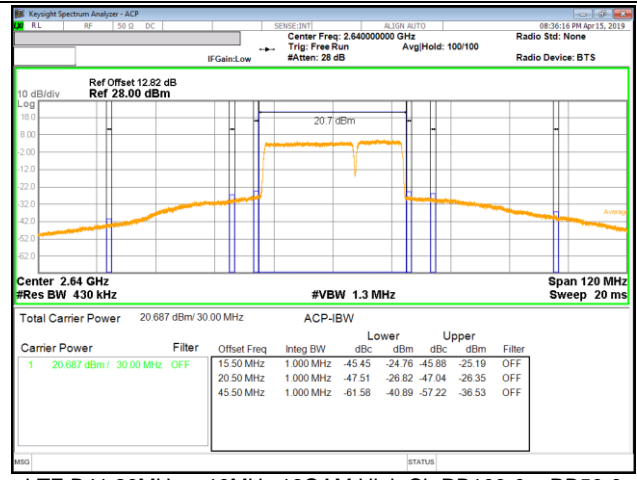 Keysight Spectrum Analyzer - ACP
LXI RL RF 50 Ω DC SENSE:INT ALIGN AUTO 08:36:16 PM Apr 15, 2019
Center Freq: 2.640000000 GHz Radio Std: None
Trig: Free Run Avg|Hold: 100/100
IFGain:Low #Atten: 28 dB Radio Device: BTS
Ref Offset 12.82 dB
10 dB/div Ref 28.00 dBm
Log
18.0
8.00
-2.00
-12.0
-22.0
-32.0
-42.0
-52.0
-62.0
20.7 dBm
Average
Center 2.64 GHz Span 120 MHz
#Res BW 430 kHz #VBW 1.3 MHz Sweep 20 ms
Total Carrier Power 20.687 dBm/ 30.00 MHz ACP-IBW
Lower Upper
Carrier Power Filter Offset Freq Integ BW dBc dBm dBc dBm Filter
1 20.687 dBm / 30.00 MHz OFF 15.50 MHz 1.000 MHz -45.45 -24.76 -45.88 -25.19 OFF
20.50 MHz 1.000 MHz -47.51 -26.82 -47.04 -26.35 OFF
45.50 MHz 1.000 MHz -61.58 -40.89 -57.22 -36.53 OFF
MSG STATUS